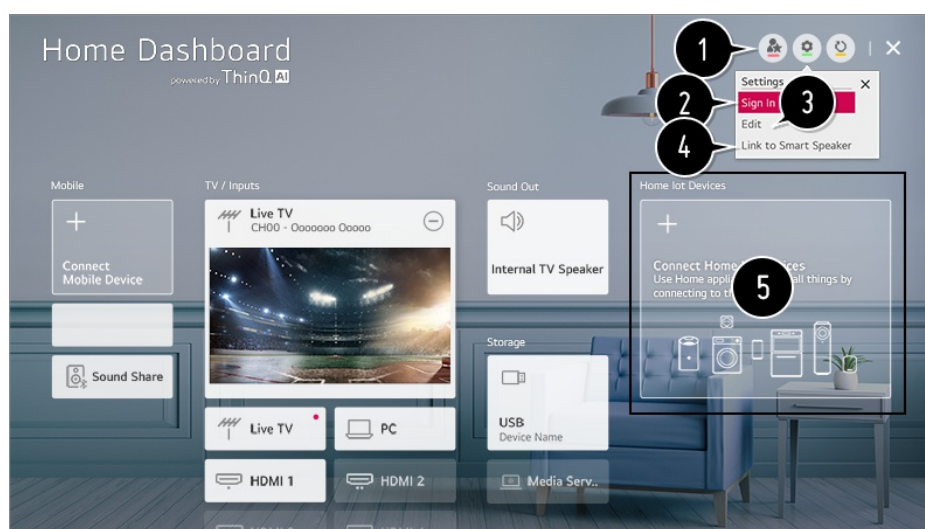 Home Dashboard
powered by ThinQ AI
1
2
3
4
Settings
Sign In
Edit
Link to Smart Speaker
Mobile
TV / Inputs
Sound Out
Home Iot Devices
Connect
Mobile Device
Live TV
CH00 - Ooooooo Ooooo
Internal TV Speaker
Connect Home
Use Home all things by
connecting to
5
Storage
Sound Share
USB
Device Name
Live TV
PC
HDMI 1
HDMI 2
Media Serv..